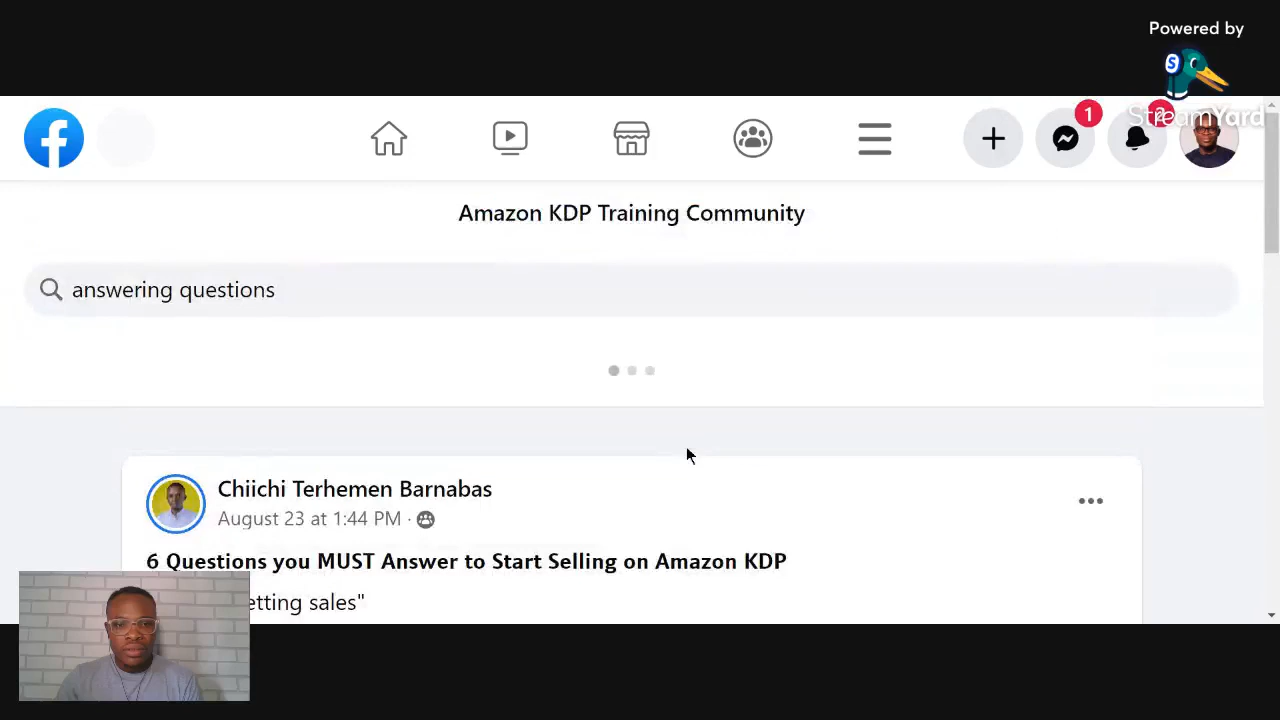 Powered by
S
StreamYard
1
2
Amazon KDP Training Community
answering questions
Chiichi Terhemen Barnabas
August 23 at 1:44 PM ·
6 Questions you MUST Answer to Start Selling on Amazon KDP
etting sales"